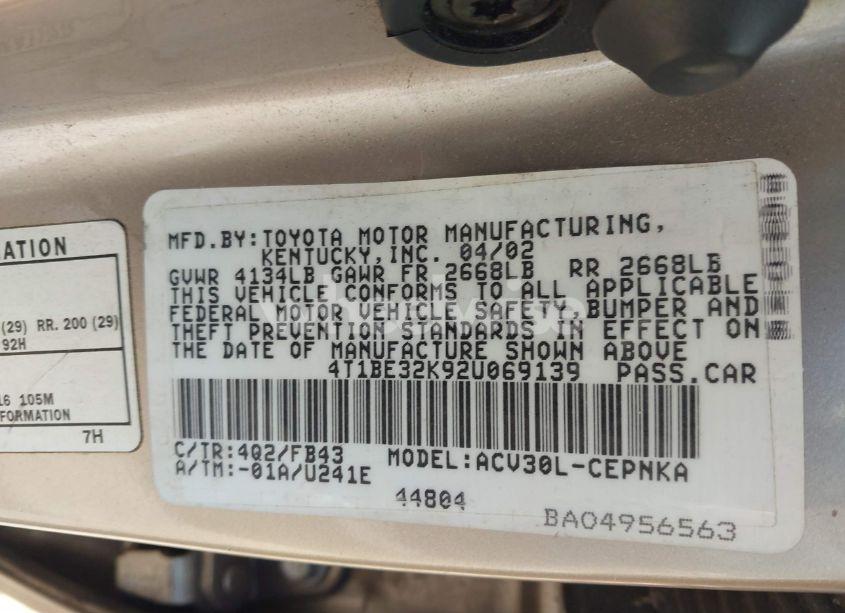 ATION
(29) RR. 200 (29)
92H
16 105M
FORMATION
7H
MFD.BY:TOYOTA MOTOR MANUFACTURING,
KENTUCKY,INC. 04/02
GVWR 4134LB GAWR FR 2668LB RR 2668LB
THIS VEHICLE CONFORMS TO ALL APPLICABLE
FEDERAL MOTOR VEHICLE SAFETY,BUMPER AND
THEFT PREVENTION STANDARDS IN EFFECT ON
THE DATE OF MANUFACTURE SHOWN ABOVE
4T1BE32K92U069139 PASS.CAR
C/TR:4Q2/FB43 MODEL:ACV30L-CEPNKA
A/TM:-01A/U241E
44804
BA04956563